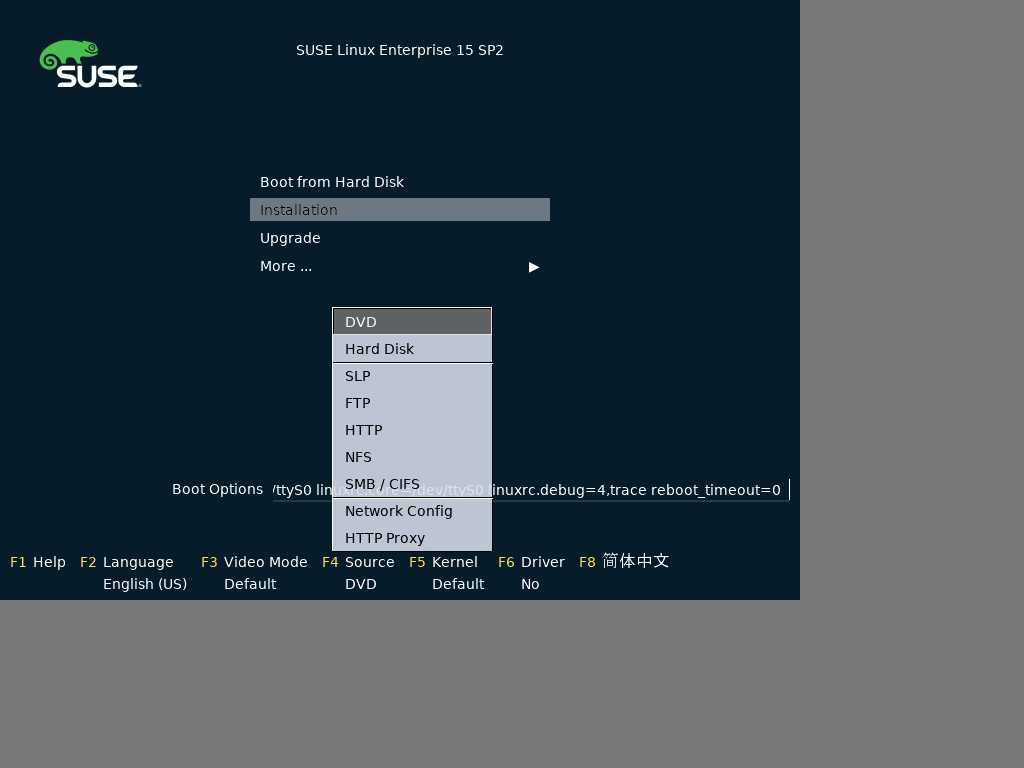 SUSE
SUSE Linux Enterprise 15 SP2
Boot from Hard Disk
Installation
Upgrade
More ...
DVD
Hard Disk
SLP
FTP
HTTP
NFS
SMB / CIFS
Network Config
HTTP Proxy
Boot Options /ttyS0 linuxrc.core=/dev/ttyS0 linuxrc.debug=4,trace reboot_timeout=0
F1 Help F2 Language F3 Video Mode F4 Source F5 Kernel F6 Driver F8 简体中文
English (US) Default DVD Default No